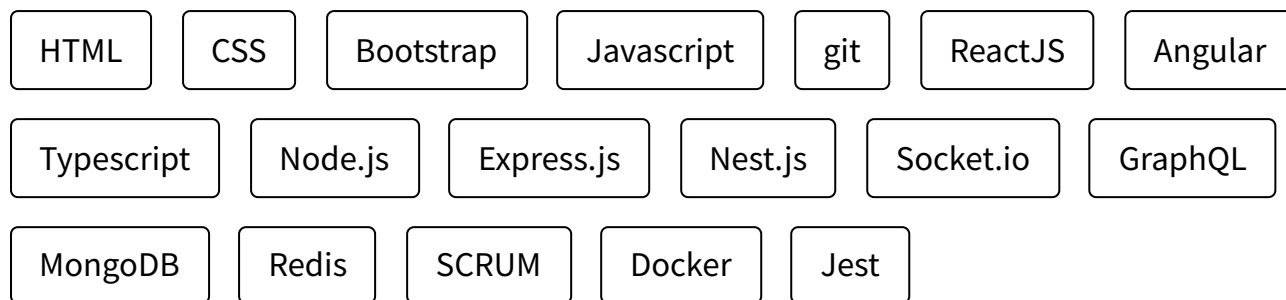 HTML CSS Bootstrap Javascript git ReactJS Angular
Typescript Node.js Express.js Nest.js Socket.io GraphQL
MongoDB Redis SCRUM Docker Jest